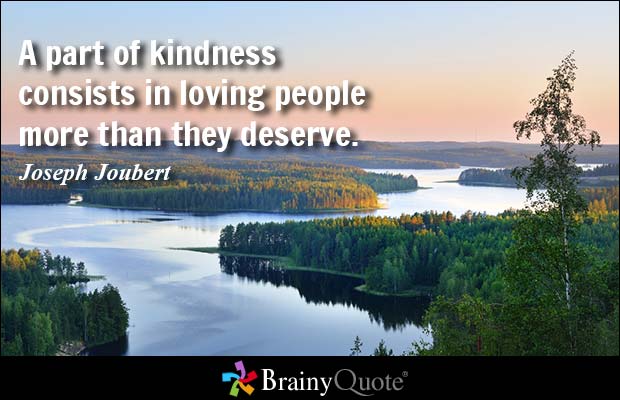 A part of kindness
consists in loving people
more than they deserve.
Joseph Joubert
BrainyQuote®